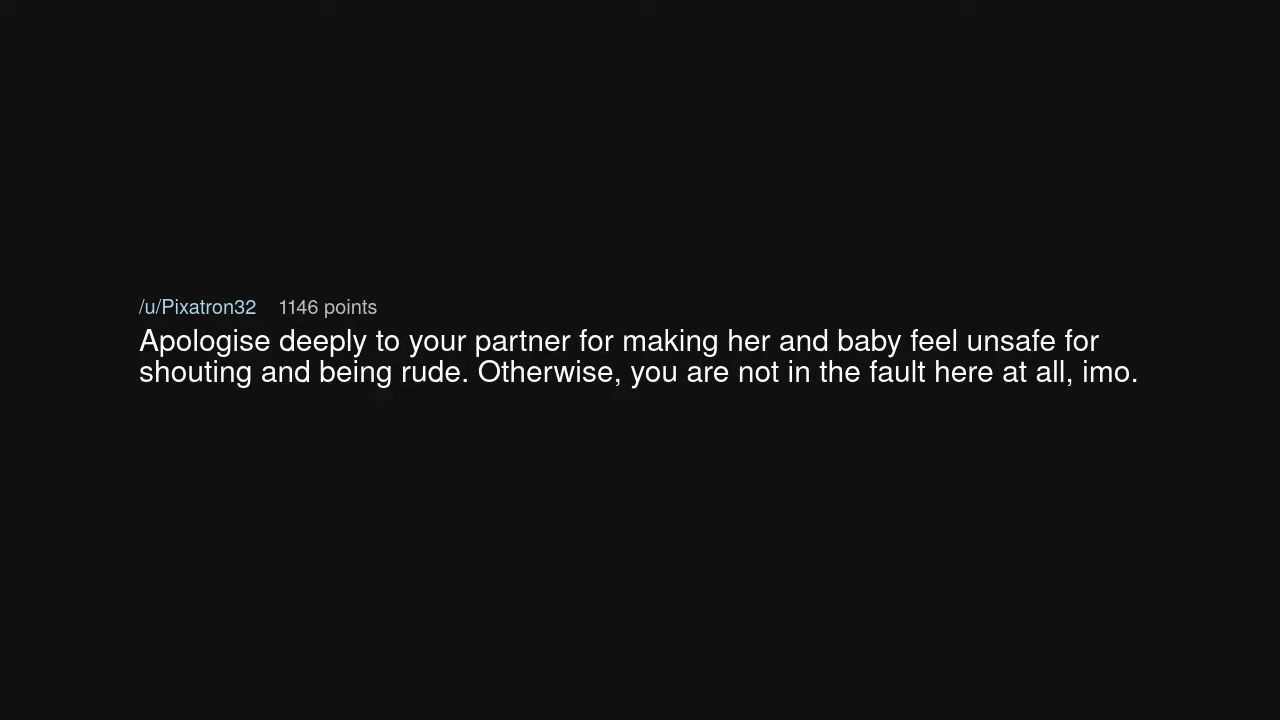 /u/Pixatron32 1146 points
Apologise deeply to your partner for making her and baby feel unsafe for
shouting and being rude. Otherwise, you are not in the fault here at all, imo.